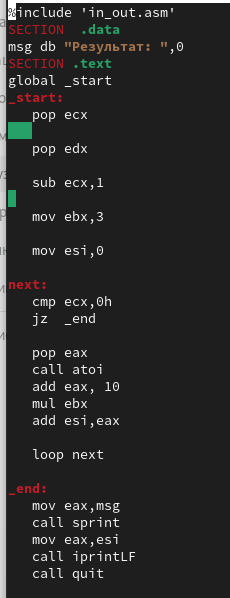 %include 'in_out.asm'
SECTION .data
msg db "Результат: ",0
SECTION .text
global _start
_start:
pop ecx
pop edx
sub ecx,1
mov ebx,3
mov esi,0
next:
cmp ecx,0h
jz _end
pop eax
call atoi
add eax, 10
mul ebx
add esi,eax
loop next
_end:
mov eax,msg
call sprint
mov eax,esi
call iprintLF
call quit